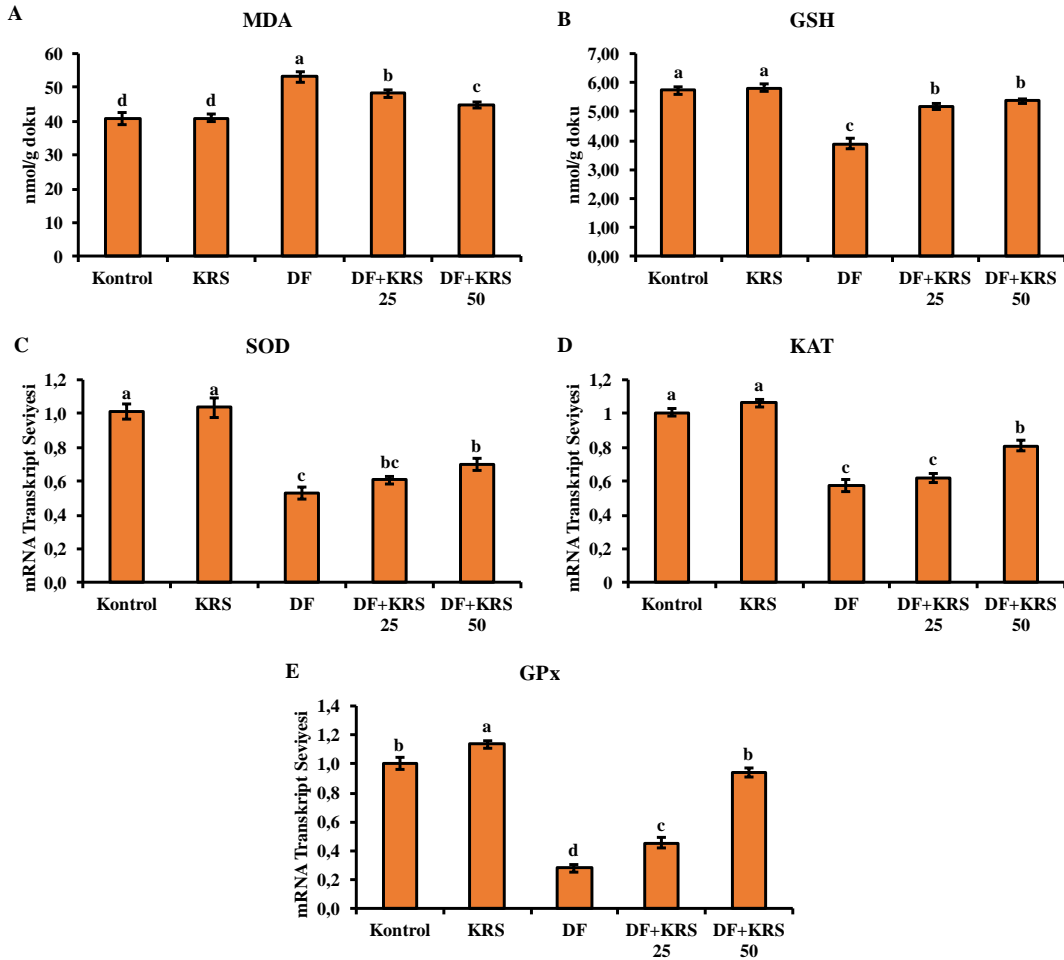 A
MDA
nmol/g doku
60
50
40
30
20
10
0
d
d
a
b
c
Kontrol
KRS
DF
DF+KRS
25
DF+KRS
50
B
GSH
nmol/g doku
7,00
6,00
5,00
4,00
3,00
2,00
1,00
0,00
a
a
c
b
b
Kontrol
KRS
DF
DF+KRS
25
DF+KRS
50
C
SOD
mRNA Transkript Seviyesi
1,2
1,0
0,8
0,6
0,4
0,2
0,0
a
a
c
bc
b
Kontrol
KRS
DF
DF+KRS
25
DF+KRS
50
D
KAT
mRNA Transkript Seviyesi
1,2
1
0,8
0,6
0,4
0,2
0
a
a
c
c
b
Kontrol
KRS
DF
DF+KRS
25
DF+KRS
50
E
GPx
mRNA Transkript Seviyesi
1,4
1,2
1,0
0,8
0,6
0,4
0,2
0,0
b
a
d
c
b
Kontrol
KRS
DF
DF+KRS
25
DF+KRS
50